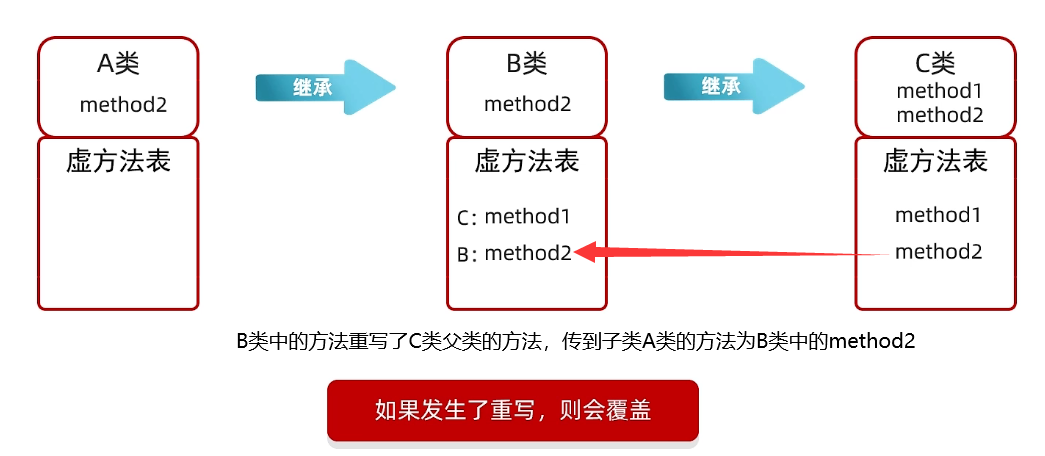 A类
method2
虚方法表
继承
B类
method2
虚方法表
C: method1
B: method2
继承
C类
method1
method2
虚方法表
method1
method2
B类中的方法重写了C类父类的方法，传到子类A类的方法为B类中的method2
如果发生了重写，则会覆盖